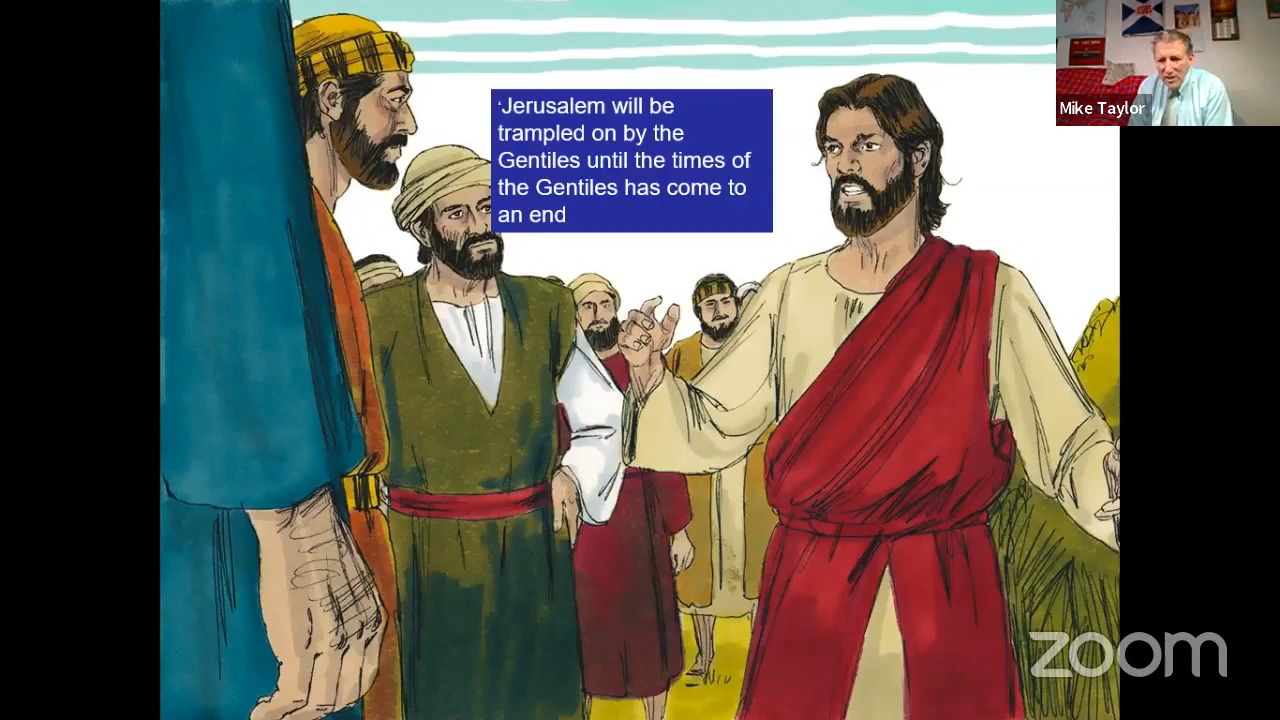 ‘Jerusalem will be
trampled on by the
Gentiles until the times of
the Gentiles has come to
an end
Mike Taylor
zoom